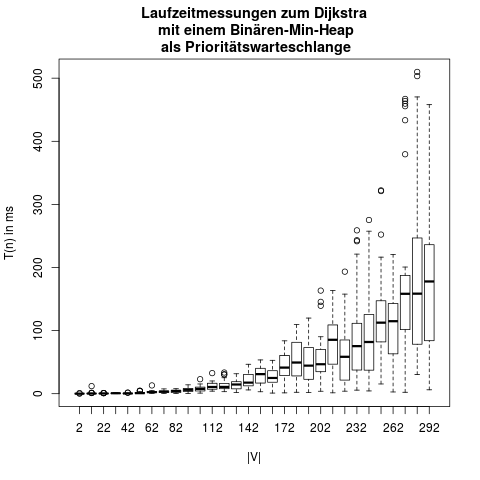 Laufzeitmessungen zum Dijkstra
mit einem Binären-Min-Heap
als Prioritätswarteschlange
500
400
300
200
100
0
T(n) in ms
2 22 42 62 82 112 142 172 202 232 262 292
|V|